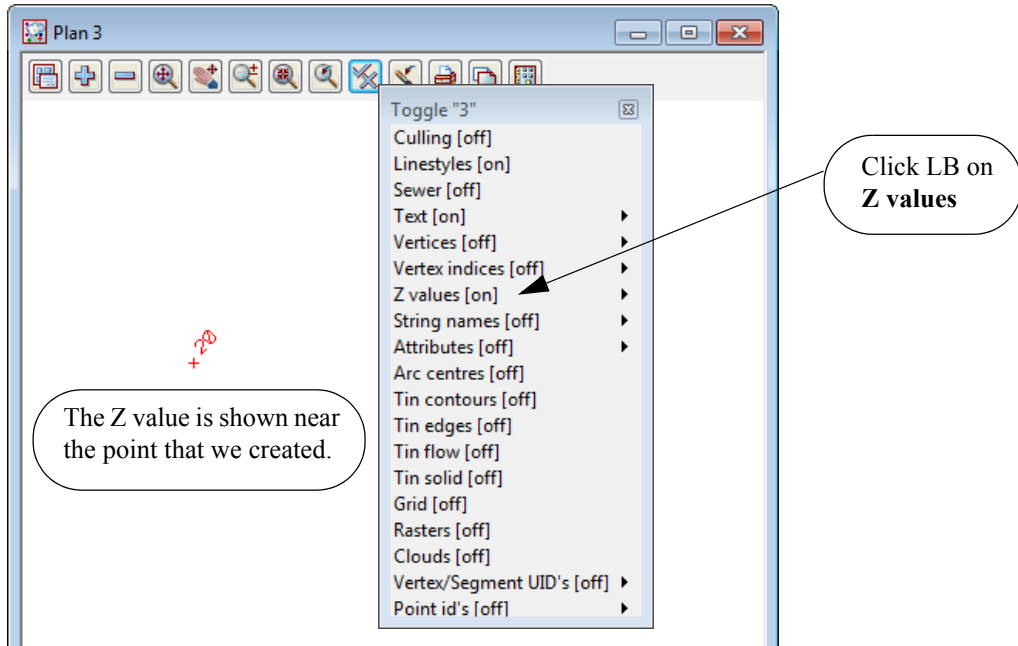 Plan 3
Toggle "3"
Culling [off]
Linestyles [on]
Sewer [off]
Text [on]
Vertices [off]
Vertex indices [off]
Z values [on]
String names [off]
Attributes [off]
Arc centres [off]
Tin contours [off]
Tin edges [off]
Tin flow [off]
Tin solid [off]
Grid [off]
Rasters [off]
Clouds [off]
Vertex/Segment UID's [off]
Point id's [off]
Click LB on
Z values
20
The Z value is shown near
the point that we created.